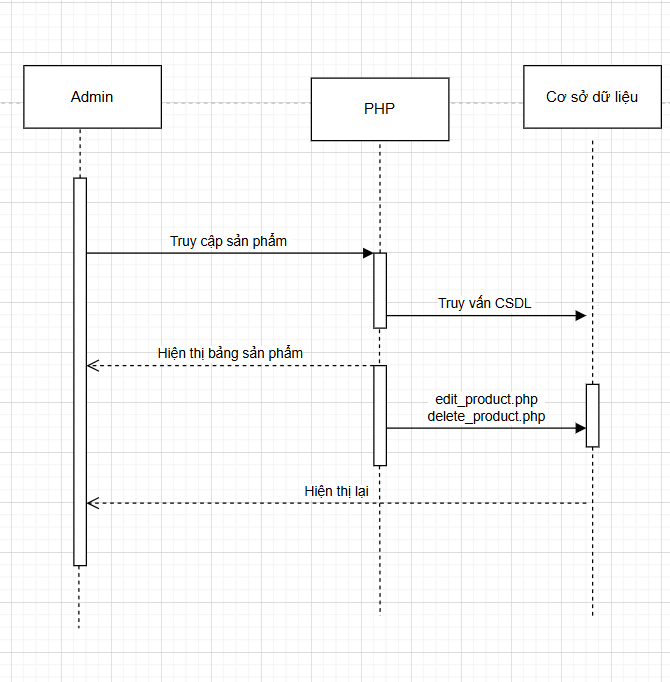 Admin
PHP
Cơ sở dữ liệu
Truy cập sản phẩm
Truy vấn CSDL
Hiện thị bảng sản phẩm
edit_product.php
delete_product.php
Hiện thị lại